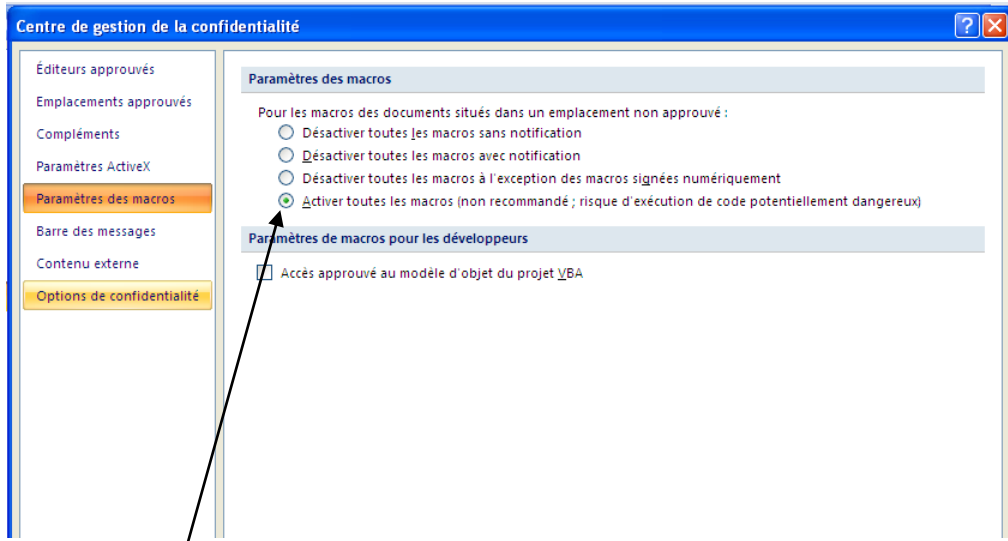 Centre de gestion de la confidentialité
Éditeurs approuvés
Emplacements approuvés
Compléments
Paramètres ActiveX
Paramètres des macros
Barre des messages
Contenu externe
Options de confidentialité
Paramètres des macros
Pour les macros des documents situés dans un emplacement non approuvé :
Désactiver toutes les macros sans notification
Désactiver toutes les macros avec notification
Désactiver toutes les macros à l'exception des macros signées numériquement
Activer toutes les macros (non recommandé ; risque d'exécution de code potentiellement dangereux)
Paramètres de macros pour les développeurs
Accès approuvé au modèle d'objet du projet VBA